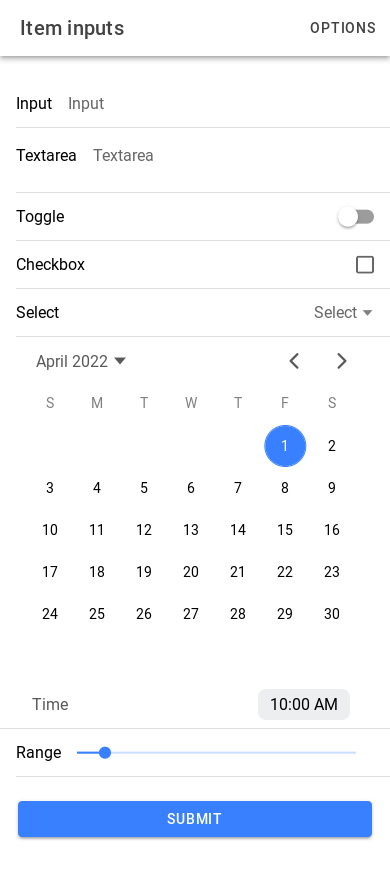 Item inputs OPTIONS
Input Input
Textarea Textarea
Toggle
Checkbox
Select Select
April 2022
S M T W T F S
1 2
3 4 5 6 7 8 9
10 11 12 13 14 15 16
17 18 19 20 21 22 23
24 25 26 27 28 29 30
Time 10:00 AM
Range
SUBMIT